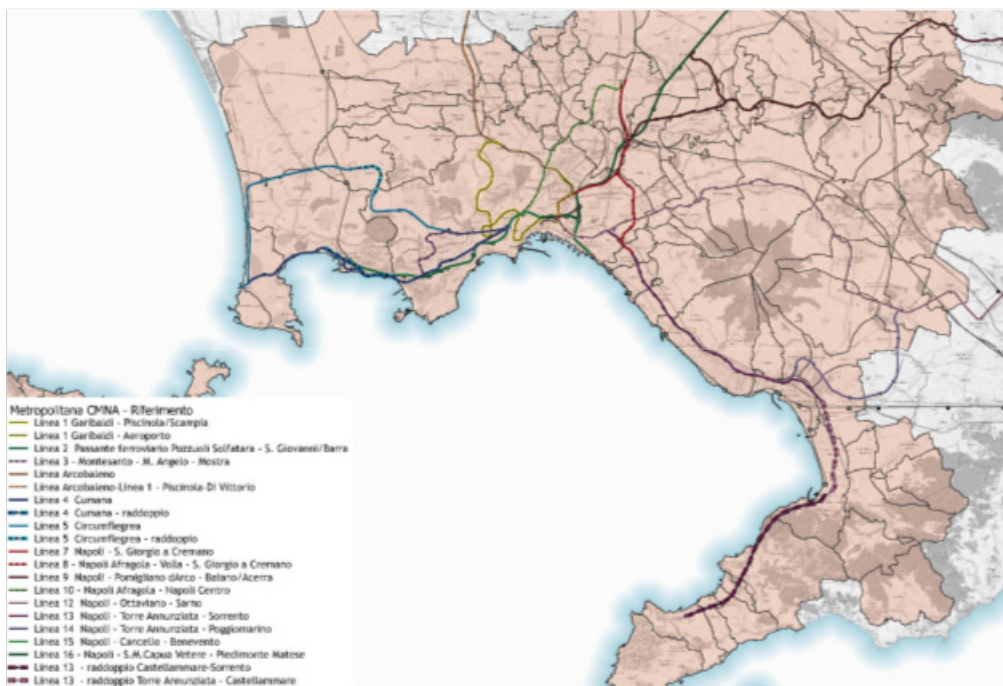 Metropolitana CMNA - Riferimento
Linea 1 Garibaldi - Piscinola/Scampia
Linea 1 Garibaldi - Aeroporto
Linea 2 Passante ferroviario Pozzuoli Solfatara - S. Giovanni/Barra
Linea 3 - Montesanto - M. Angelo - Mostra
Linea Arcobaleno
Linea Arcobaleno-Linea 1 - Piscinola-Di Vittorio
Linea 4 Cumana
Linea 4 Cumana - raddoppio
Linea 5 Circumflegrea
Linea 5 Circumflegrea - raddoppio
Linea 7 Napoli - S. Giorgio a Cremano
Linea 8 - Napoli Afragola - Volla - S. Giorgio a Cremano
Linea 9 Napoli - Pomigliano dArco - Baiano/Acerra
Linea 10 - Napoli Afragola - Napoli Centro
Linea 12 Napoli - Ottaviano - Sarno
Linea 13 Napoli - Torre Annunziata - Sorrento
Linea 14 Napoli - Torre Annunziata - Poggiomarino
Linea 15 Napoli - Cancello - Benevento
Linea 16 - Napoli - S.M.Capua Vetere - Piedimonte Matese
Linea 13 - raddoppio Castellammare-Sorrento
Linea 13 - raddoppio Torre Annunziata - Castellammare